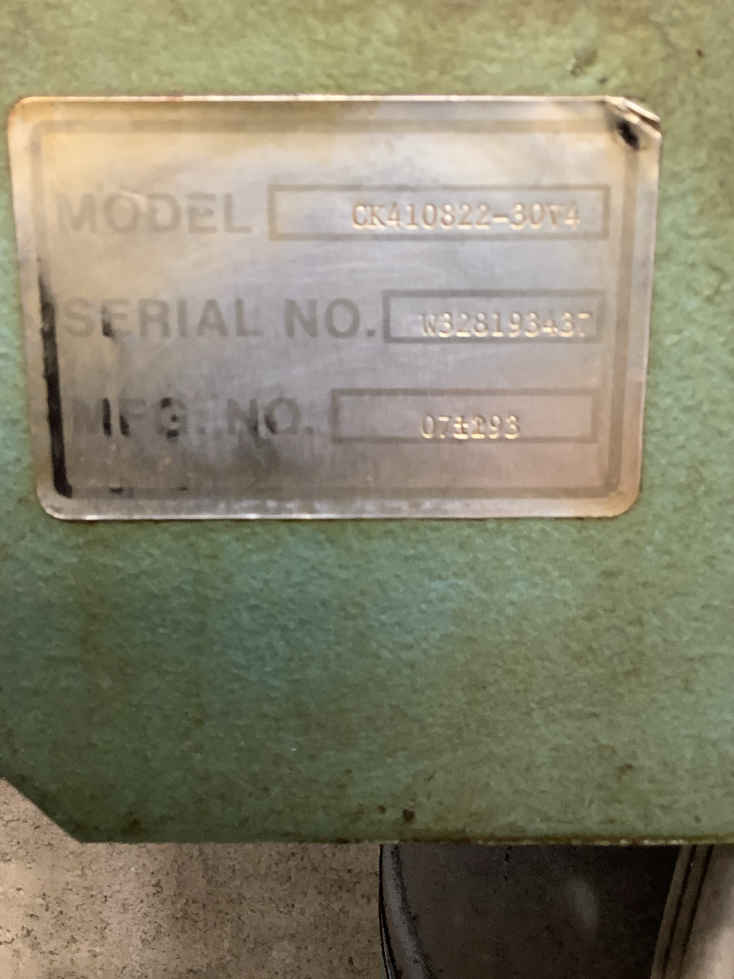 MODEL CK410822-30V4
SERIAL NO. W328193437
MFG. NO.